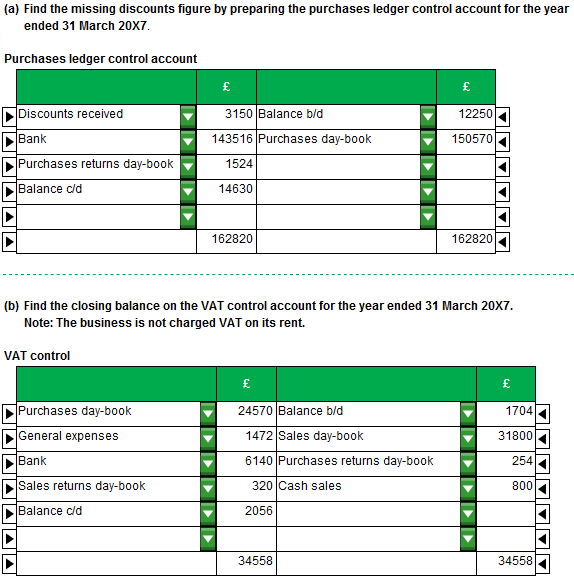 (a) Find the missing discounts figure by preparing the purchases ledger control account for the year
ended 31 March 20X7.
Purchases ledger control account
£ £
Discounts received 3150 Balance b/d 12250
Bank 143516 Purchases day-book 150570
Purchases returns day-book 1524
Balance c/d 14630
162820 162820
(b) Find the closing balance on the VAT control account for the year ended 31 March 20X7.
Note: The business is not charged VAT on its rent.
VAT control
£ £
Purchases day-book 24570 Balance b/d 1704
General expenses 1472 Sales day-book 31800
Bank 6140 Purchases returns day-book 254
Sales returns day-book 320 Cash sales 800
Balance c/d 2056
34558 34558